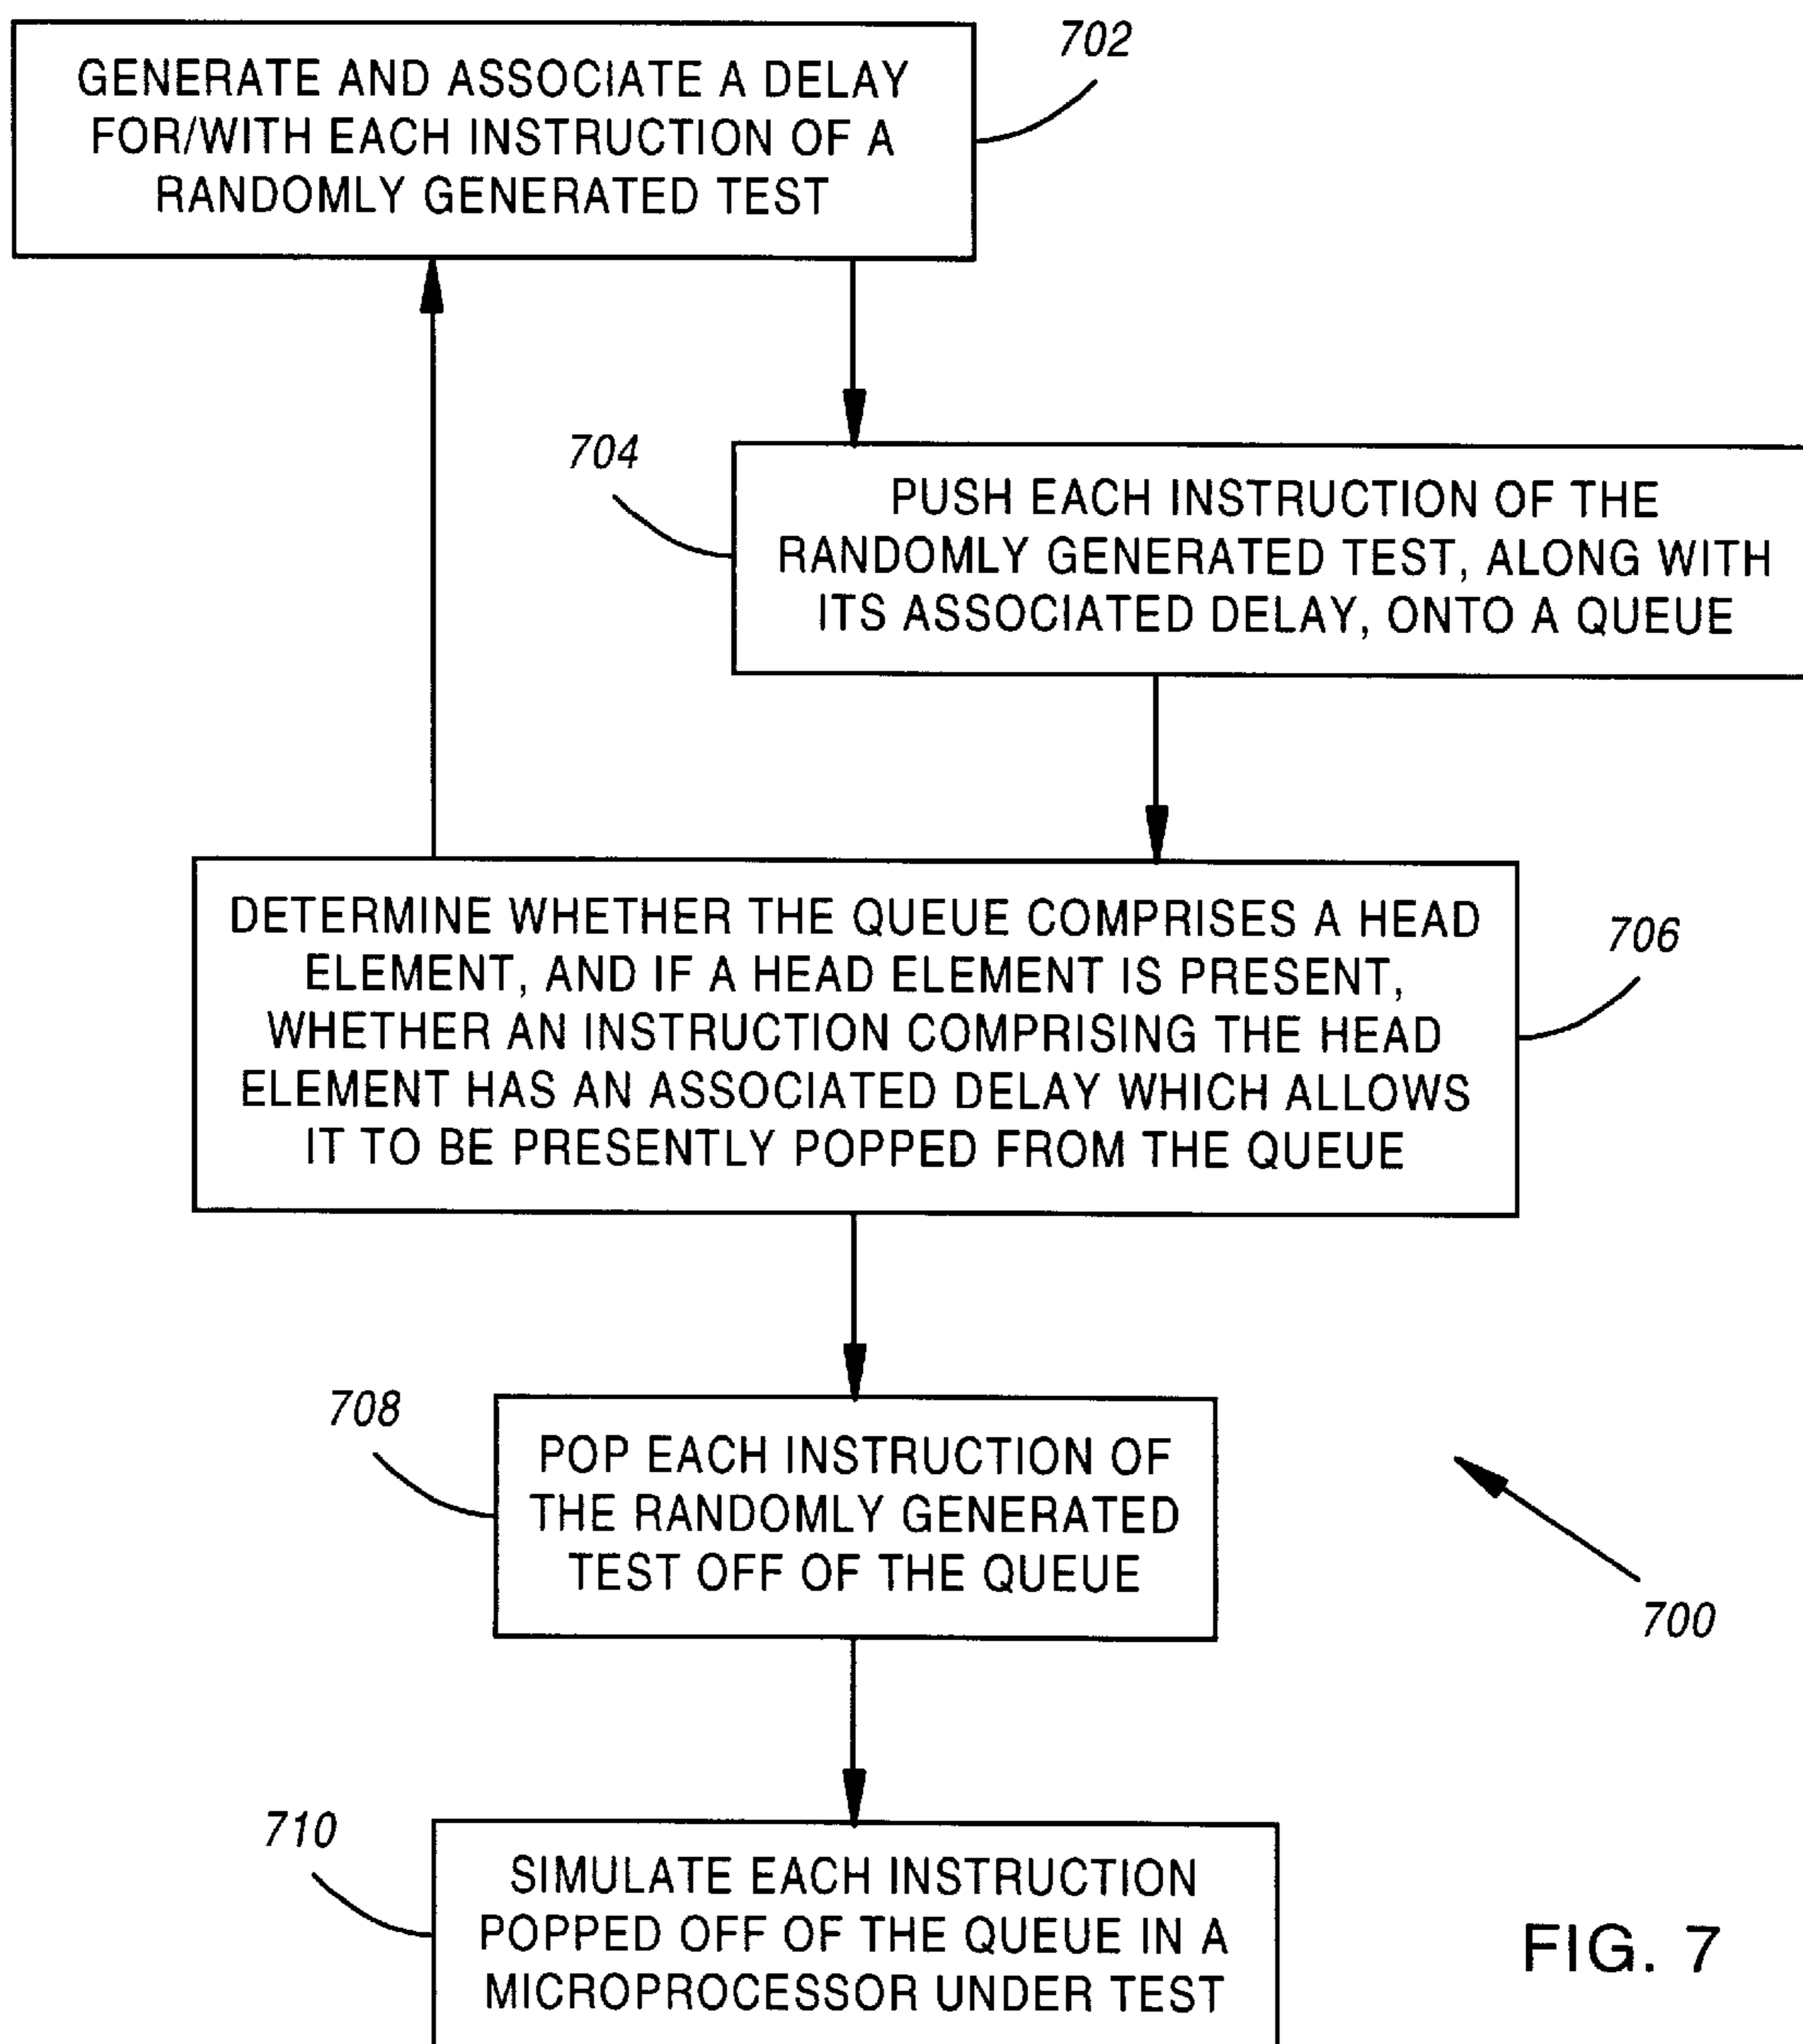 702
GENERATE AND ASSOCIATE A DELAY
FOR/WITH EACH INSTRUCTION OF A
RANDOMLY GENERATED TEST
704
PUSH EACH INSTRUCTION OF THE
RANDOMLY GENERATED TEST, ALONG WITH
ITS ASSOCIATED DELAY, ONTO A QUEUE
706
DETERMINE WHETHER THE QUEUE COMPRISES A HEAD
ELEMENT, AND IF A HEAD ELEMENT IS PRESENT,
WHETHER AN INSTRUCTION COMPRISING THE HEAD
ELEMENT HAS AN ASSOCIATED DELAY WHICH ALLOWS
IT TO BE PRESENTLY POPPED FROM THE QUEUE
708
POP EACH INSTRUCTION OF
THE RANDOMLY GENERATED
TEST OFF OF THE QUEUE
700
710
SIMULATE EACH INSTRUCTION
POPPED OFF OF THE QUEUE IN A
MICROPROCESSOR UNDER TEST
FIG. 7